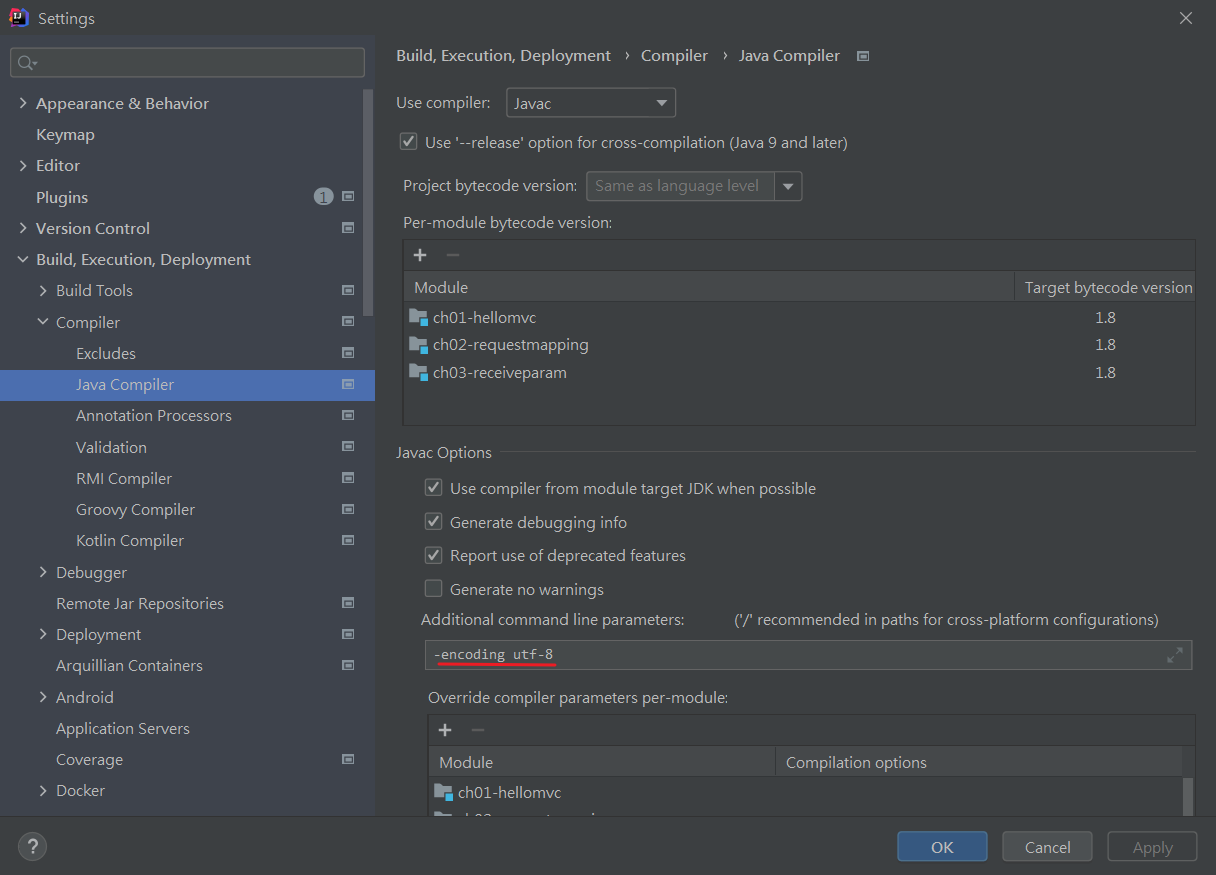 Settings
Appearance & Behavior
Keymap
Editor
Plugins 1
Version Control
Build, Execution, Deployment
Build Tools
Compiler
Excludes
Java Compiler
Annotation Processors
Validation
RMI Compiler
Groovy Compiler
Kotlin Compiler
Debugger
Remote Jar Repositories
Deployment
Arquillian Containers
Android
Application Servers
Coverage
Docker
Build, Execution, Deployment › Compiler › Java Compiler
Use compiler: Javac
Use '--release' option for cross-compilation (Java 9 and later)
Project bytecode version: Same as language level
Per-module bytecode version:
Module Target bytecode version
ch01-hellomvc 1.8
ch02-requestmapping 1.8
ch03-receiveparam 1.8
Javac Options
Use compiler from module target JDK when possible
Generate debugging info
Report use of deprecated features
Generate no warnings
Additional command line parameters: ('/' recommended in paths for cross-platform configurations)
-encoding utf-8
Override compiler parameters per-module:
Module Compilation options
ch01-hellomvc
? OK Cancel Apply